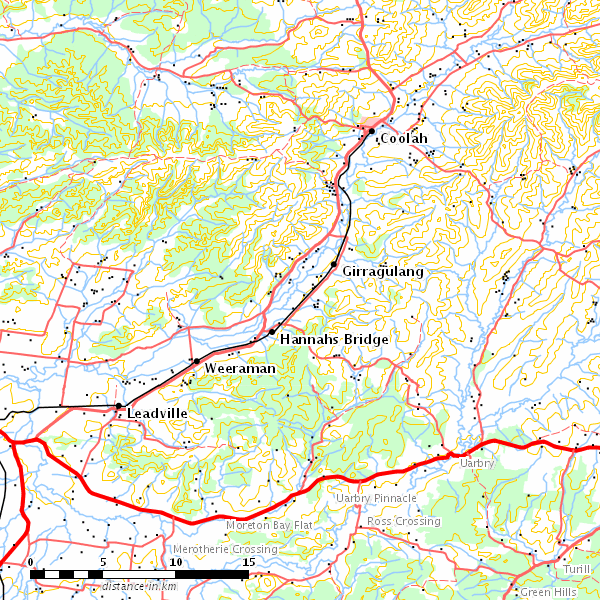 Coolah
Girragulang
Hannahs Bridge
Weeraman
Leadville
Uarbry
Uarbry Pinnacle
Moreton Bay Flat
Ross Crossing
Merotherie Crossing
0 5 10 15
distance in km
Turill
Green Hills